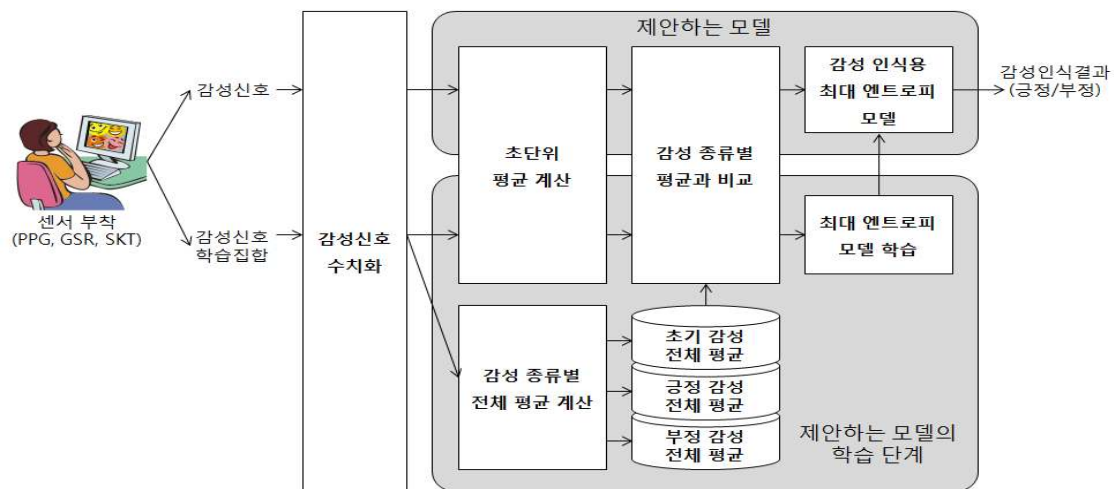 제안하는 모델
감성신호
초단위
평균 계산
감성 종류별
평균과 비교
감성 인식용
최대 엔트로피
모델
감성인식결과
(긍정/부정)
센서 부착
(PPG, GSR, SKT)
감성신호
학습집합
감성신호
수치화
최대 엔트로피
모델 학습
감성 종류별
전체 평균 계산
초기 감성
전체 평균
긍정 감성
전체 평균
부정 감성
전체 평균
제안하는 모델의
학습 단계